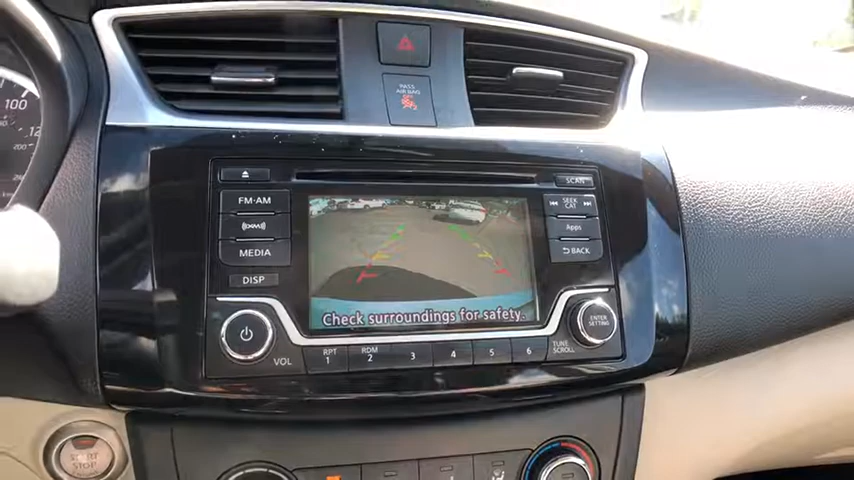 PASS
AIR BAG
100
120
FM·AM
MEDIA
DISP
SCAN
SEEK
CAT
Apps
BACK
Check surroundings for safety.
VOL
RPT
1
RDM
2
3
4
5
6
TUNE
SCROLL
ENTER
SETTING
START
STOP